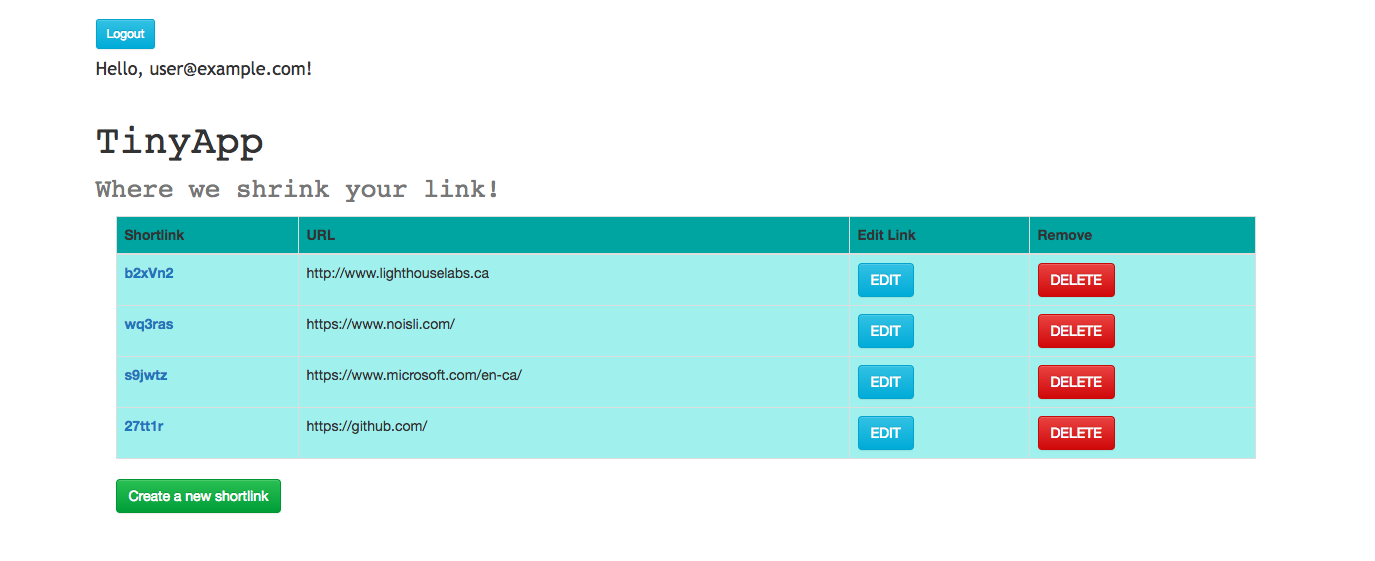 Logout
Hello, user@example.com!
TinyApp
Where we shrink your link!
Shortlink URL Edit Link Remove
b2xVn2 http://www.lighthouselabs.ca EDIT DELETE
wq3ras https://www.noisli.com/ EDIT DELETE
s9jwtz https://www.microsoft.com/en-ca/ EDIT DELETE
27tt1r https://github.com/ EDIT DELETE
Create a new shortlink